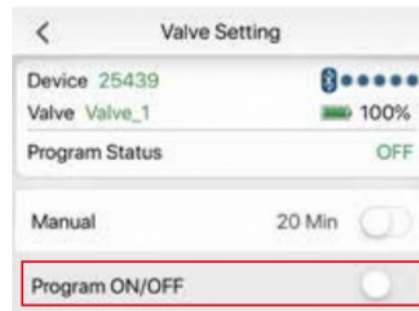 Valve Setting
Device 25439
Valve Valve_1 100%
Program Status OFF
Manual 20 Min
Program ON/OFF